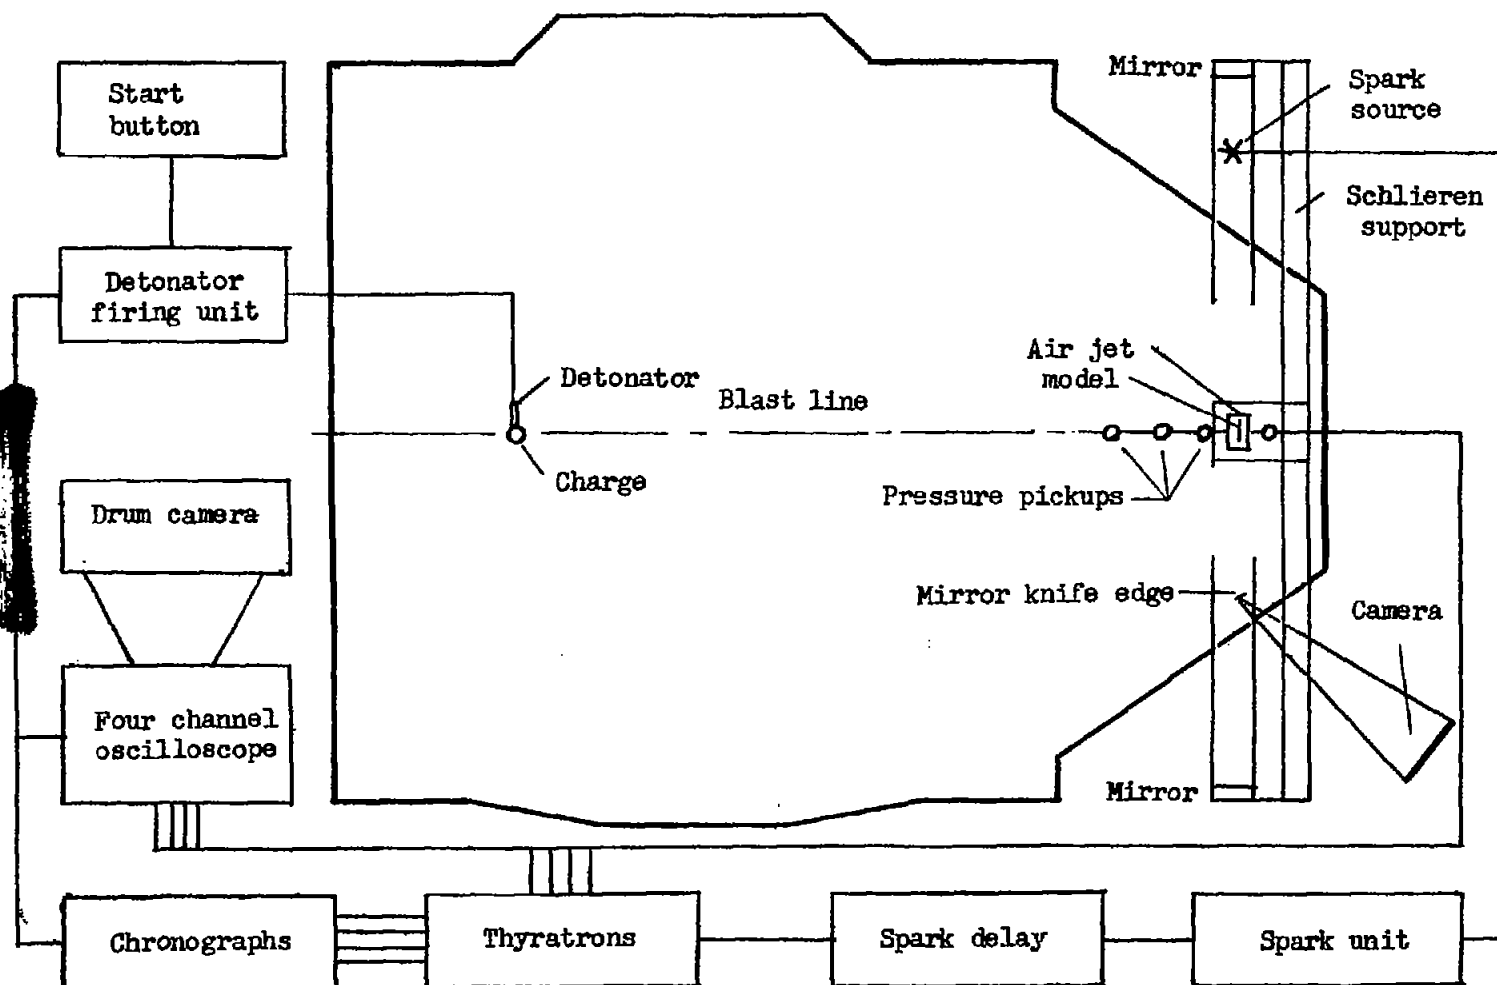 Start
button
Detonator
firing unit
Drum camera
Four channel
oscilloscope
Chronographs
Thyratrons
Spark delay
Spark unit
Detonator
Charge
Blast line
Air jet
model
Pressure pickups
Mirror knife edge
Mirror
Spark
source
Schlieren
support
Camera
Mirror